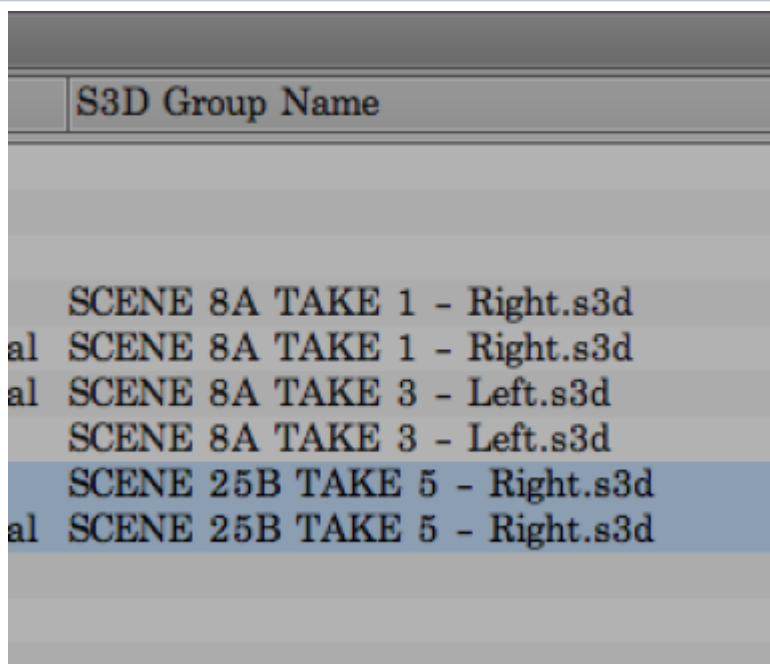 S3D Group Name
SCENE 8A TAKE 1 - Right.s3d
al SCENE 8A TAKE 1 - Right.s3d
al SCENE 8A TAKE 3 - Left.s3d
SCENE 8A TAKE 3 - Left.s3d
SCENE 25B TAKE 5 - Right.s3d
al SCENE 25B TAKE 5 - Right.s3d